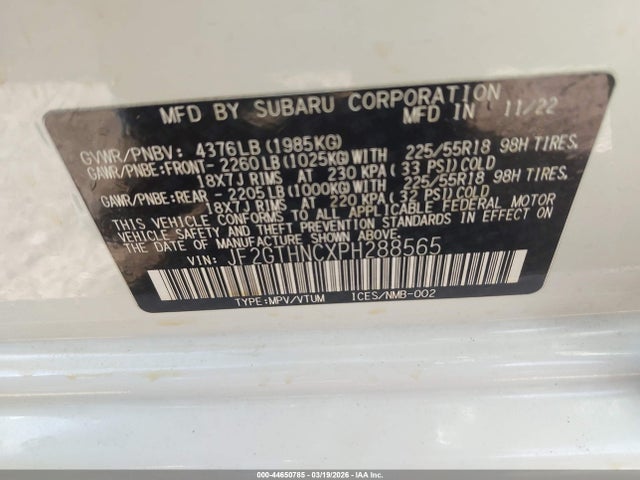 MFD BY SUBARU CORPORATION
MFD IN 11/22
GVWR/PNBV: 4376LB(1985KG)
GAWR/PNBE:FRONT-2260LB(1025KG)WITH 225/55R18 98H TIRES.
18X7J RIMS AT 230 KPA (33 PSI)COLD
GAWR/PNBE:REAR -2205LB(1000KG)WITH 225/55R18 98H TIRES.
18X7J RIMS AT 220 KPA (32 PSI)COLD
THIS VEHICLE CONFORMS TO ALL APPLICABLE FEDERAL MOTOR
VEHICLE SAFETY AND THEFT PREVENTION STANDARDS IN EFFECT ON
THE DATE OF MANUFACTURE SHOWN ABOVE.
VIN: JF2GTHNCXPH288565
TYPE:MPV/VTUM ICES/NMB-002
000-44650765 - 03/19/2026 - IAA Inc.